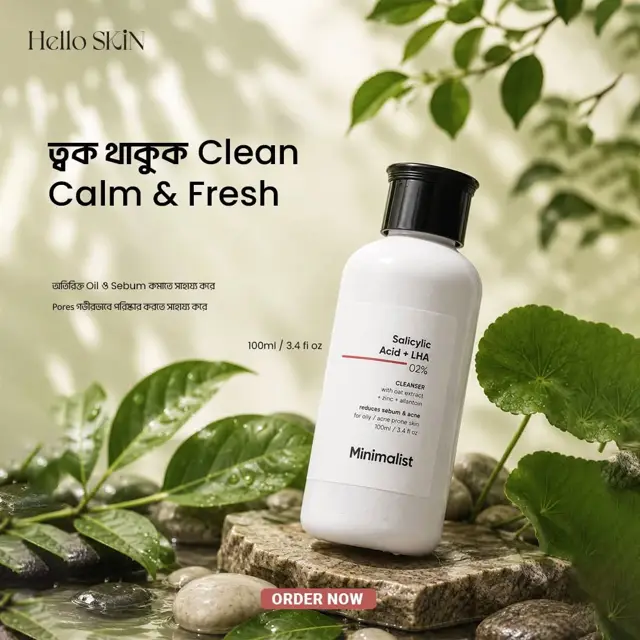 Hello SKiN
ত্বক থাকুক Clean
Calm & Fresh
অতিরিক্ত Oil ও Sebum কমাতে সাহায্য করে
Pores গভীরভাবে পরিষ্কার করতে সাহায্য করে
100ml / 3.4 fl oz
Salicylic
Acid + LHA
02%
CLEANSER
with oat extract
+ zinc + allantoin
reduces sebum & acne
for oily / acne prone skin
100ml / 3.4 fl oz
Minimalist
ORDER NOW